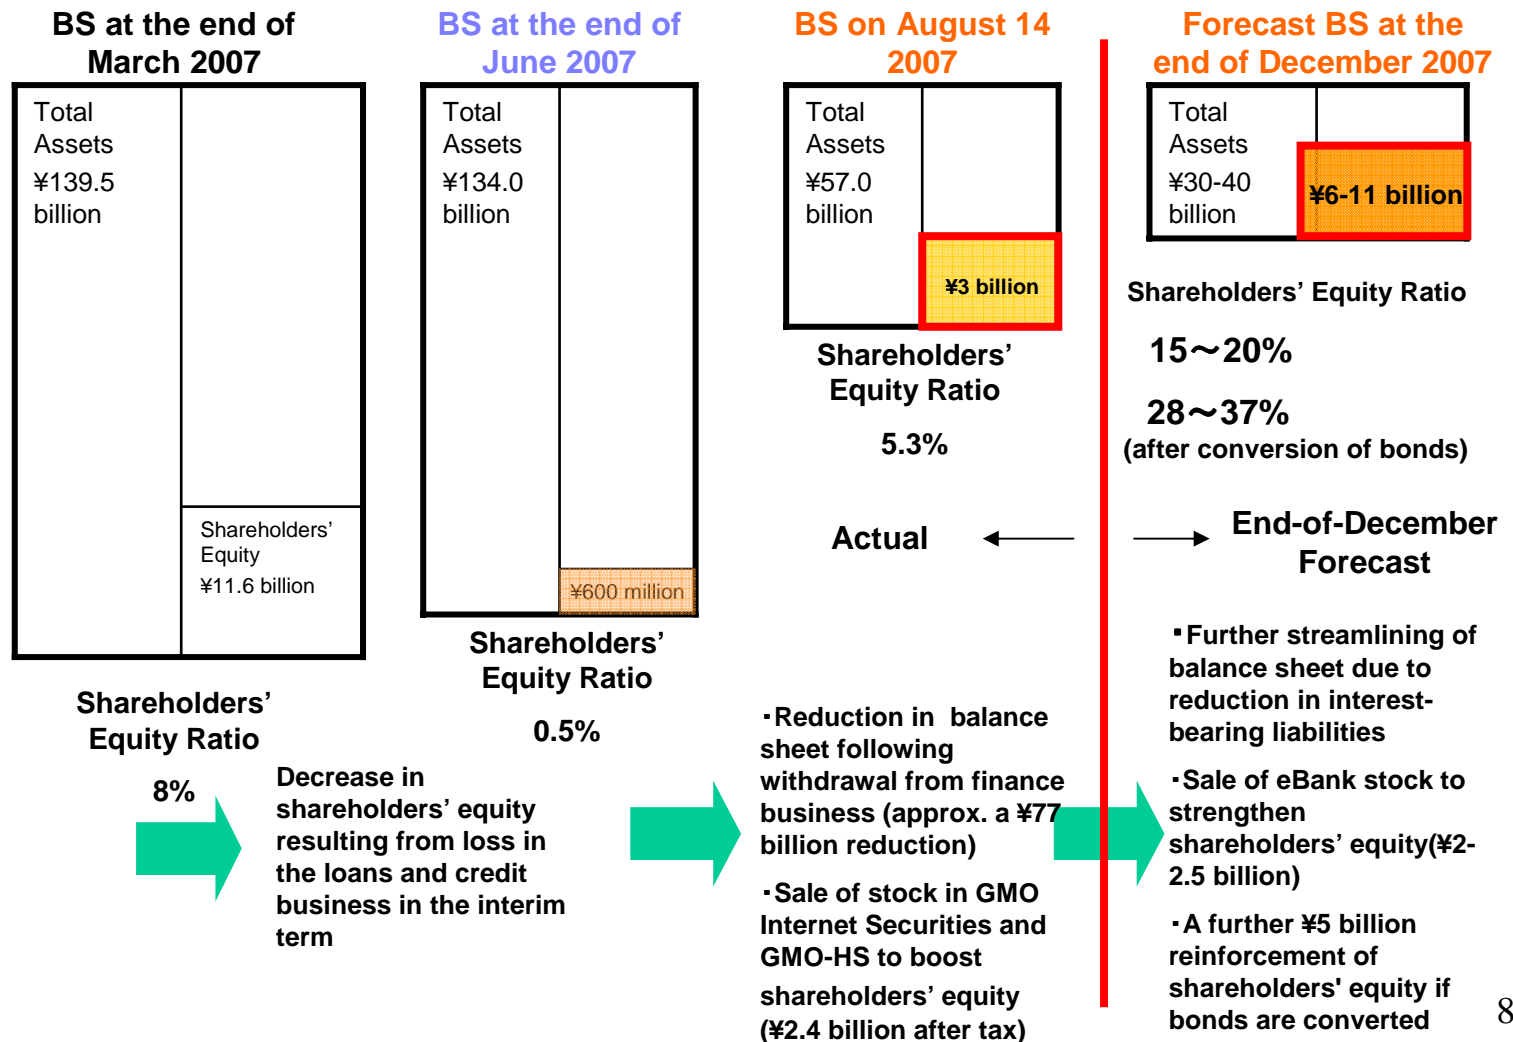 BS at the end of
March 2007
Total
Assets
¥139.5
billion
Shareholders’
Equity
¥11.6 billion
Shareholders’
Equity Ratio
8%
BS at the end of
June 2007
Total
Assets
¥134.0
billion
¥600 million
Shareholders’
Equity Ratio
0.5%
Decrease in
shareholders’ equity
resulting from loss in
the loans and credit
business in the interim
term
BS on August 14
2007
Total
Assets
¥57.0
billion
¥3 billion
Shareholders’
Equity Ratio
5.3%
Actual
・Reduction in balance
sheet following
withdrawal from finance
business (approx. a ¥77
billion reduction)
・Sale of stock in GMO
Internet Securities and
GMO-HS to boost
shareholders’ equity
(¥2.4 billion after tax)
Forecast BS at the
end of December 2007
Total
Assets
¥30-40
billion
¥6-11 billion
Shareholders’ Equity Ratio
15～20%
28～37%
(after conversion of bonds)
End-of-December
Forecast
・Further streamlining of
balance sheet due to
reduction in interest-
bearing liabilities
・Sale of eBank stock to
strengthen
shareholders’ equity(¥2-
2.5 billion)
・A further ¥5 billion
reinforcement of
shareholders' equity if
bonds are converted
8